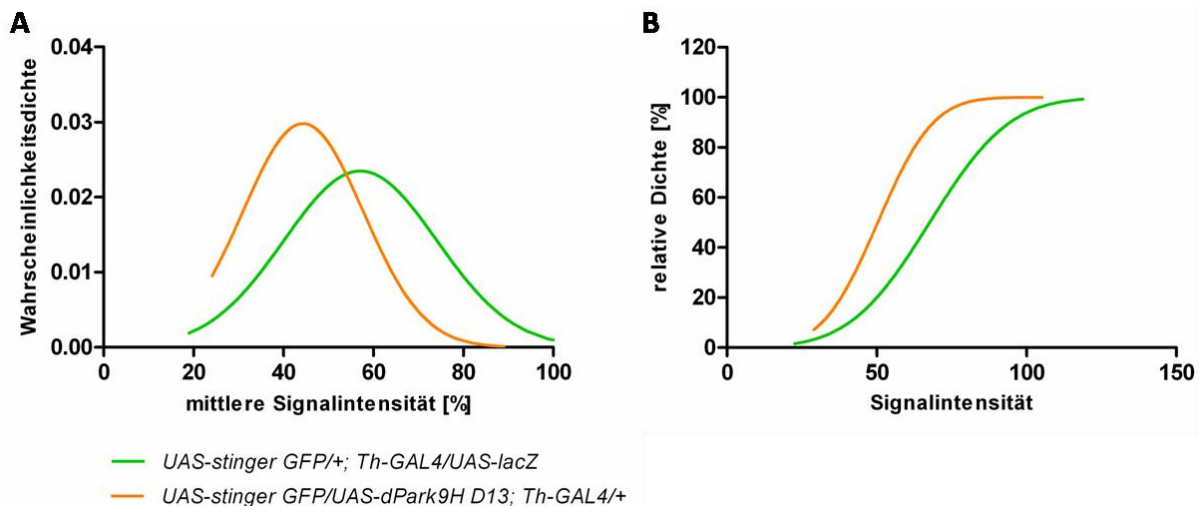 A
Wahrscheinlichkeitsdichte
0.04
0.03
0.02
0.01
0.00
0 20 40 60 80 100
mittlere Signalintensität [%]
B
relative Dichte [%]
120
100
80
60
40
20
0
0 50 100 150
Signalintensität
UAS-stinger GFP/+; Th-GAL4/UAS-lacZ
UAS-stinger GFP/UAS-dPark9H D13; Th-GAL4/+